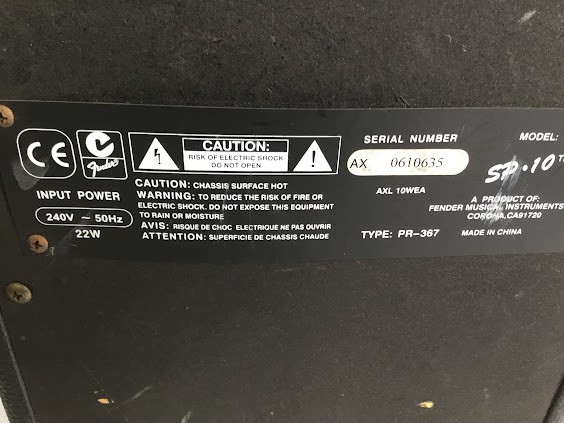 CE
Fender
INPUT POWER
240V ~ 50Hz
22W
CAUTION:
RISK OF ELECTRIC SHOCK
DO NOT OPEN
CAUTION: CHASSIS SURFACE HOT
WARNING: TO REDUCE THE RISK OF FIRE OR
ELECTRIC SHOCK. DO NOT EXPOSE THIS EQUIPMENT
TO RAIN OR MOISTURE
AVIS: RISQUE DE CHOC ELECTRIQUE NE PAS OUVRIR
ATTENTION: SUPERFICIE DE CHASSIS CHAUDE
SERIAL NUMBER
AX 0610635
AXL 10WEA
TYPE: PR-367
MODEL:
SP·10
A PRODUCT OF:
FENDER MUSICAL INSTRUMENTS
CORONA,CA91720
MADE IN CHINA